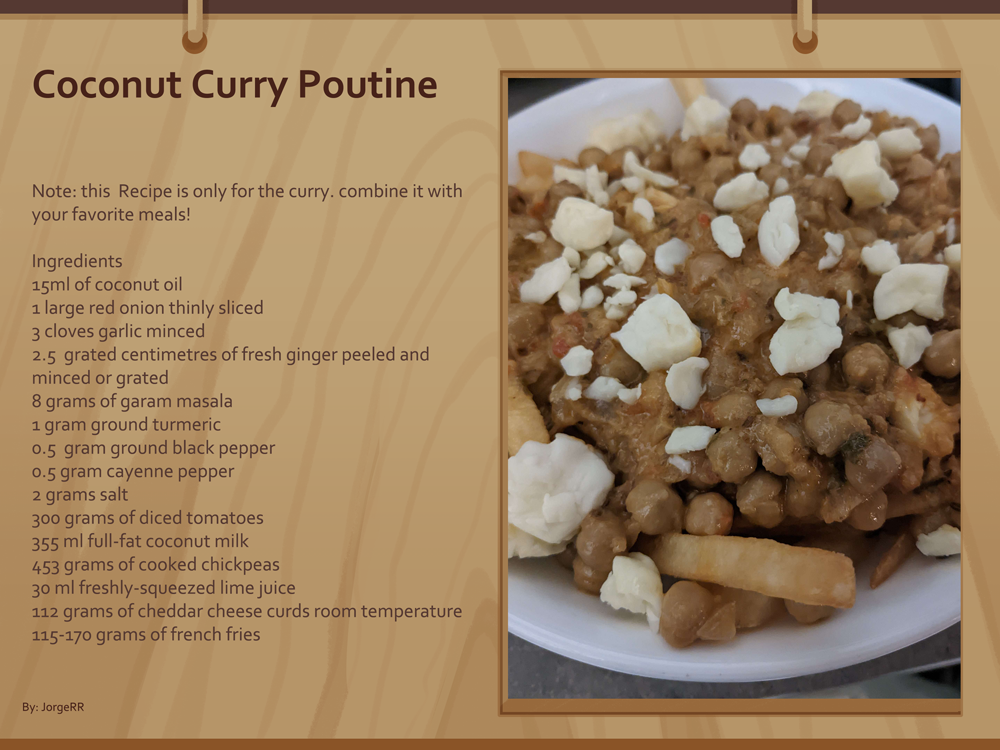 Coconut Curry Poutine
Note: this  Recipe is only for the curry. combine it with
your favorite meals!
Ingredients
15ml of coconut oil
1 large red onion thinly sliced
3 cloves garlic minced
2.5  grated centimetres of fresh ginger peeled and
minced or grated
8 grams of garam masala
1 gram ground turmeric
0.5  gram ground black pepper
0.5 gram cayenne pepper
2 grams salt
300 grams of diced tomatoes
355 ml full-fat coconut milk
453 grams of cooked chickpeas
30 ml freshly-squeezed lime juice
112 grams of cheddar cheese curds room temperature
115-170 grams of french fries
By: JorgeRR